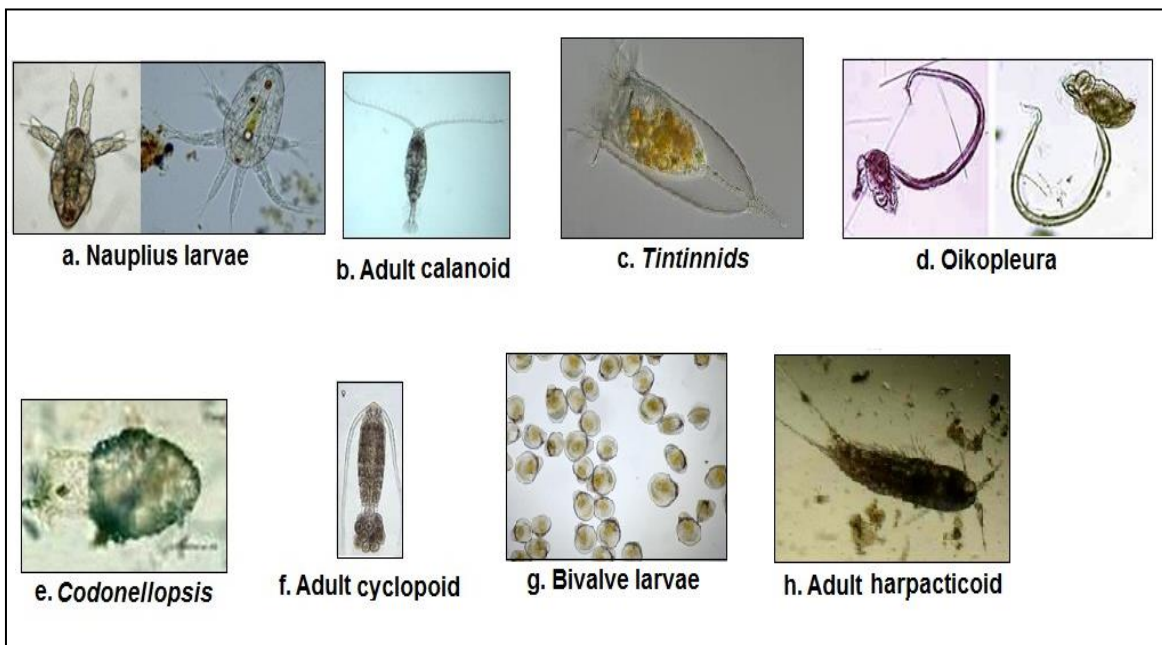 a. Nauplius larvae
b. Adult calanoid
c. Tintinnids
d. Oikopleura
e. Codonellopsis
f. Adult cyclopoid
g. Bivalve larvae
h. Adult harpacticoid